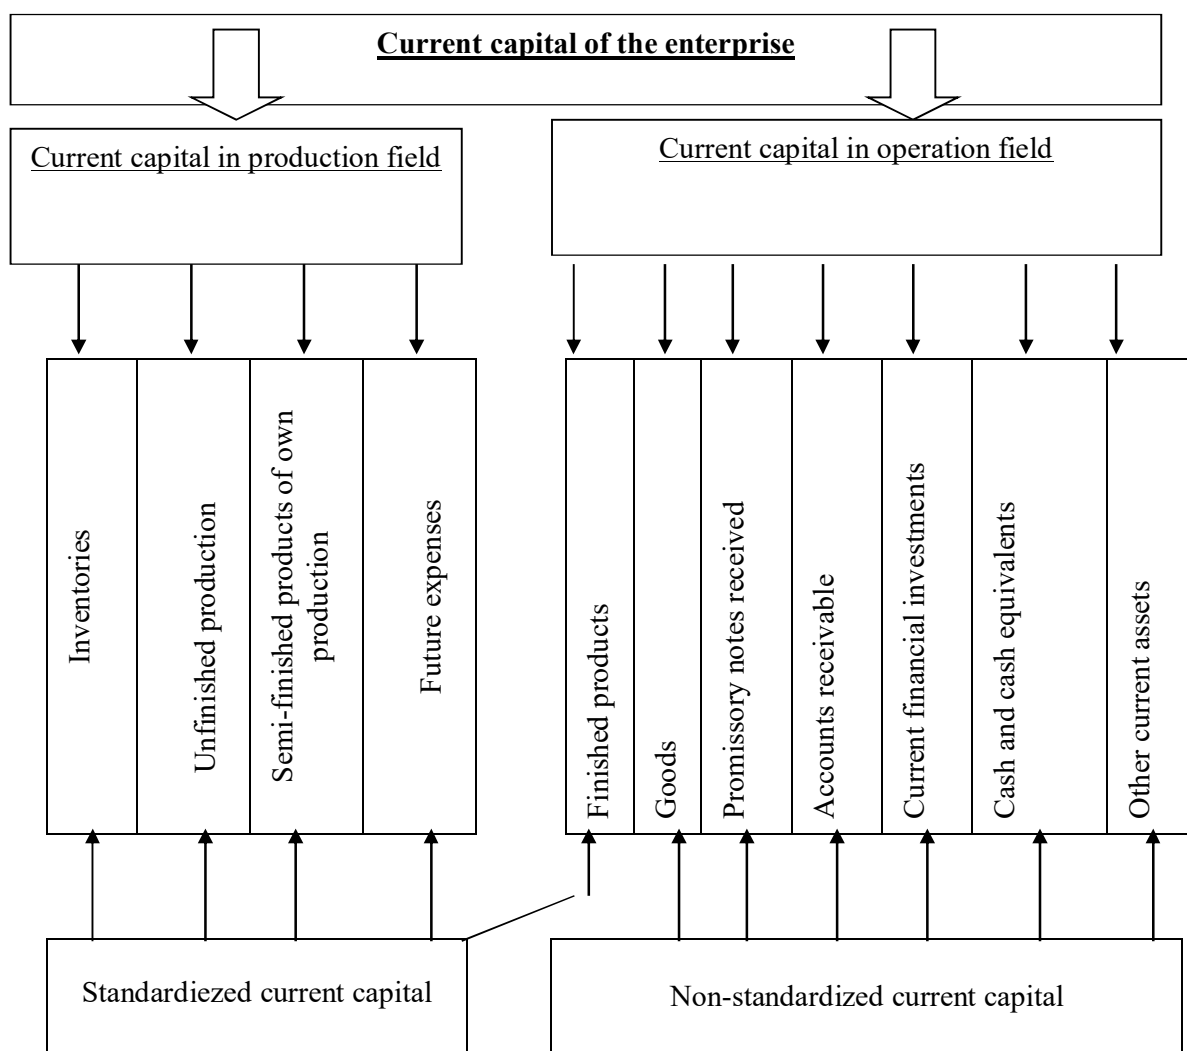 Current capital of the enterprise
Current capital in production field
Current capital in operation field
Inventories
Unfinished production
Semi-finished products of own
production
Future expenses
Finished products
Goods
Promissory notes received
Accounts receivable
Current financial investments
Cash and cash equivalents
Other current assets
Standardiezed current capital
Non-standardized current capital